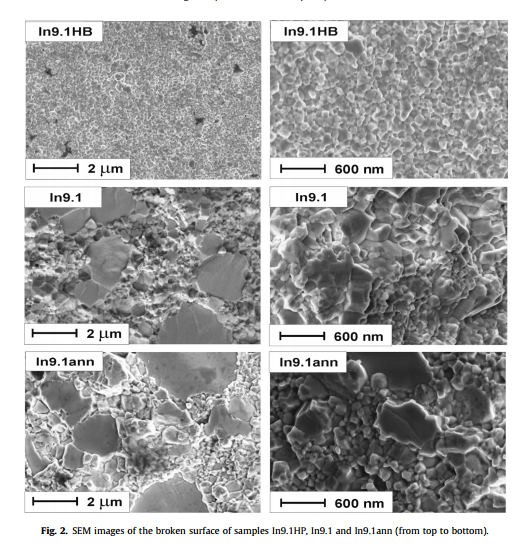 In9.1HB
In9.1HB
2 μm
600 nm
In9.1
In9.1
2 μm
600 nm
In9.1ann
In9.1ann
2 μm
600 nm
Fig. 2. SEM images of the broken surface of samples In9.1HP, In9.1 and In9.1ann (from top to bottom).